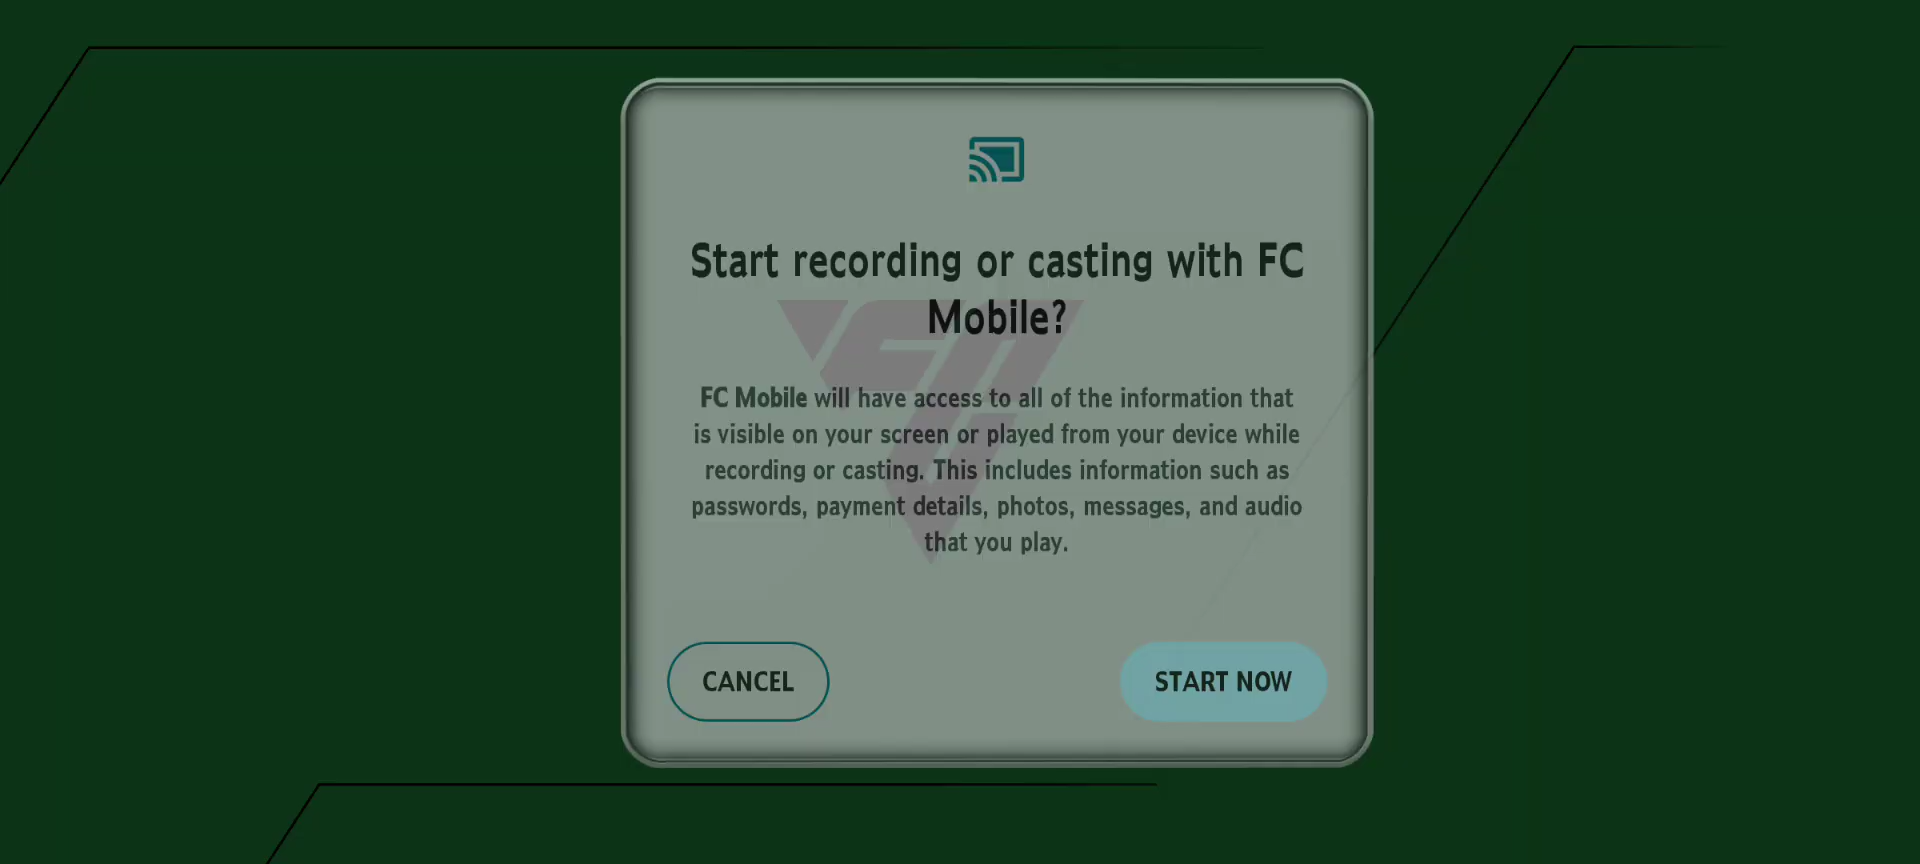 Start recording or casting with FC
Mobile?
FC Mobile will have access to all of the information that
is visible on your screen or played from your device while
recording or casting. This includes information such as
passwords, payment details, photos, messages, and audio
that you play.
CANCEL
START NOW